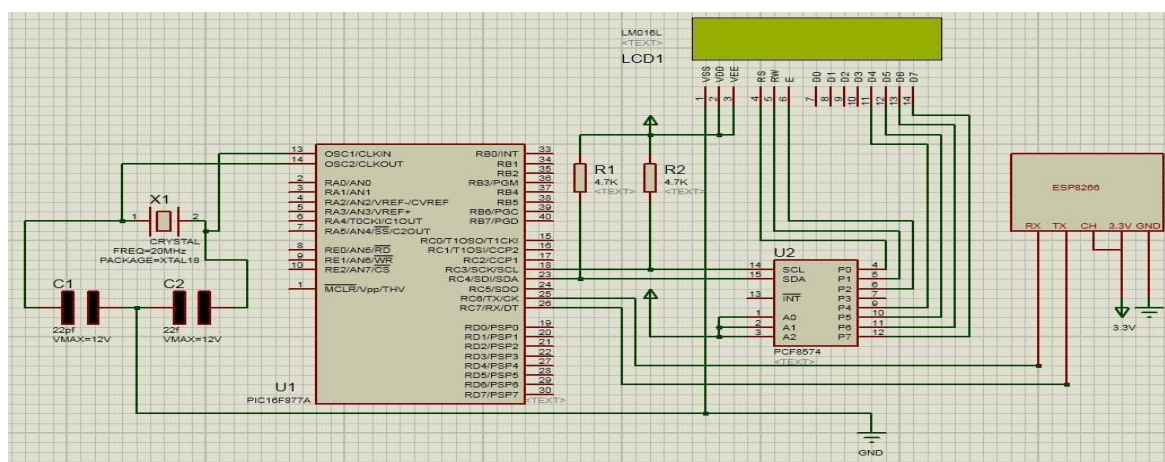 LM016L
<TEXT>
LCD1
VSS VDD VEE RS RW E D0 D1 D2 D3 D4 D5 D6 D7
1 2 3 4 5 6 7 8 9 10 11 12 13 14
U1
PIC16F877A
<TEXT>
13 OSC1/CLKIN
14 OSC2/CLKOUT
2 RA0/AN0
3 RA1/AN1
4 RA2/AN2/VREF-/CVREF
5 RA3/AN3/VREF+
6 RA4/T0CKI/C1OUT
7 RA5/AN4/SS/C2OUT
8 RE0/AN5/RD
9 RE1/AN6/WR
10 RE2/AN7/CS
1 MCLR/Vpp/THV
RB0/INT 33
RB1 34
RB2 35
RB3/PGM 36
RB4 37
RB5 38
RB6/PGC 39
RB7/PGD 40
RC0/T1OSO/T1CKI 15
RC1/T1OSI/CCP2 16
RC2/CCP1 17
RC3/SCK/SCL 18
RC4/SDI/SDA 23
RC5/SDO 24
RC6/TX/CK 25
RC7/RX/DT 26
RD0/PSP0 19
RD1/PSP1 20
RD2/PSP2 21
RD3/PSP3 22
RD4/PSP4 27
RD5/PSP5 28
RD6/PSP6 29
RD7/PSP7 30
X1
1 2
CRYSTAL
FREQ=20MHz
PACKAGE=XTAL18
C1
22pf
VMAX=12V
C2
22f
VMAX=12V
R1
4.7K
<TEXT>
R2
4.7K
<TEXT>
U2
14 SCL P0 4
15 SDA P1 5
P2 6
13 INT P3 7
P4 9
1 A0 P5 10
2 A1 P6 11
3 A2 P7 12
PCF8574
<TEXT>
ESP8266
RX TX CH 3.3V GND
3.3V
GND